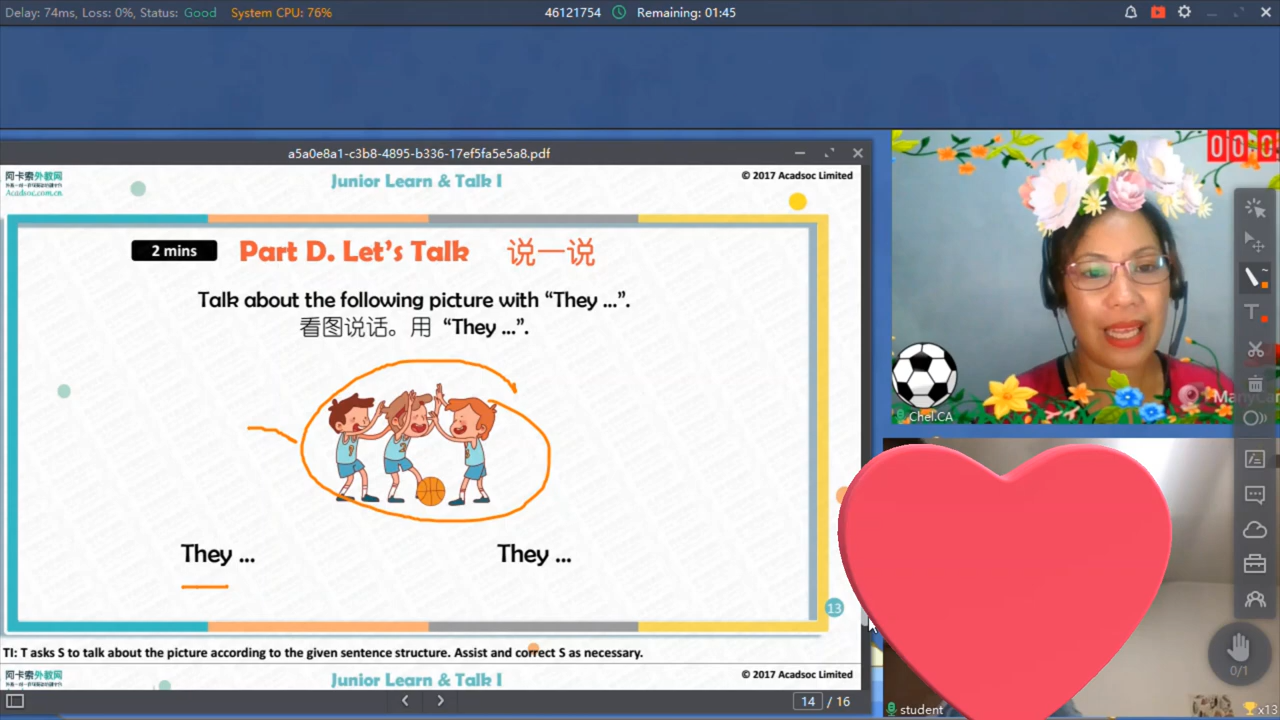 Delay: 74ms, Loss: 0%, Status: Good System CPU: 76% 46121754 Remaining: 01:45
a5a0e8a1-c3b8-4895-b336-17ef5fa5e5a8.pdf
阿卡索外教网
Acadsoc.com.cn
Junior Learn & Talk I
© 2017 Acadsoc Limited
2 mins Part D. Let's Talk 说一说
Talk about the following picture with “They ...”.
看图说话。用 “They ...”.
They ... They ...
13
TI: T asks S to talk about the picture according to the given sentence structure. Assist and correct S as necessary.
阿卡索外教网
Junior Learn & Talk I
© 2017 Acadsoc Limited
14 / 16
Chel.CA
student
0/1
x13